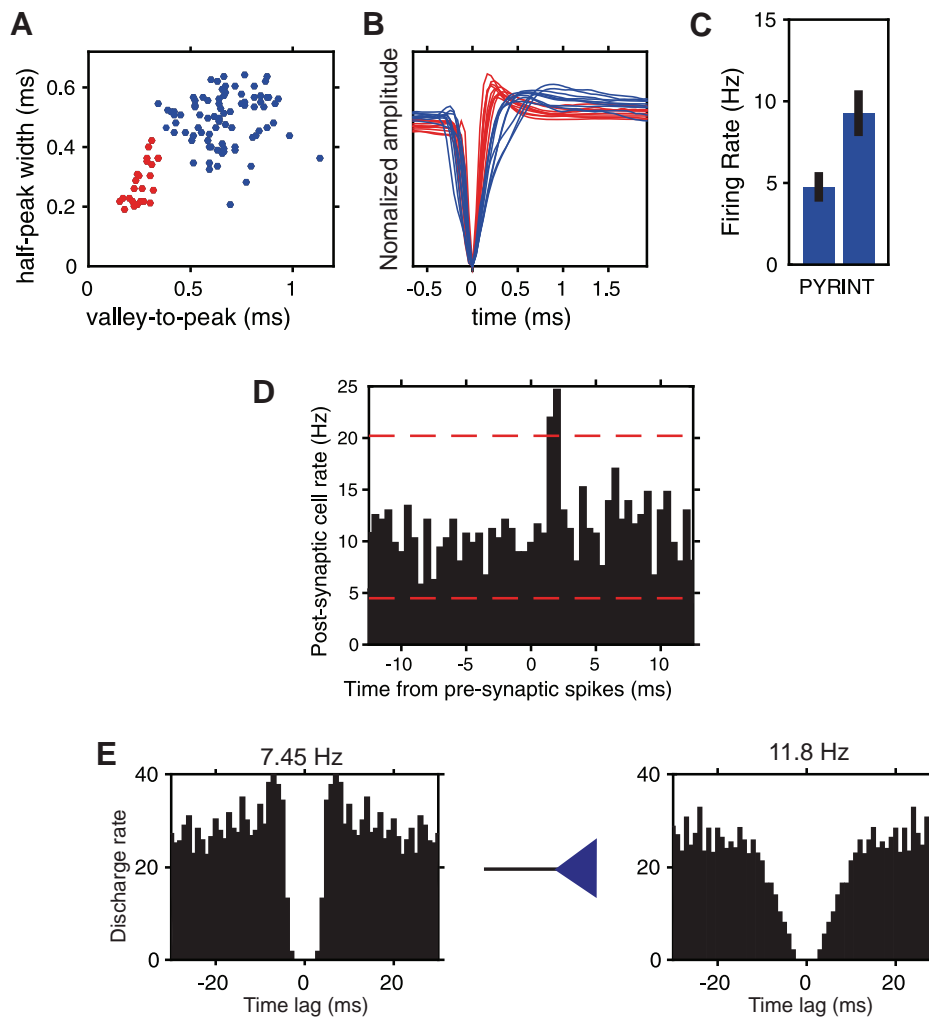 A
half-peak width (ms)
0.6
0.4
0.2
0
0
0.5
1
valley-to-peak (ms)
B
Nomalized amplitude
-0.5
0
0.5
1
1.5
time (ms)
C
Firing Rate (Hz)
15
10
5
0
PYRINT
D
Post-synaptic cell rate (Hz)
25
20
15
10
5
0
-10
-5
0
5
10
Time from pre-synaptic spikes (ms)
E
7.45 Hz
Discharge rate
40
20
0
-20
0
20
Time lag (ms)
11.8 Hz
40
20
0
-20
0
20
Time lag (ms)